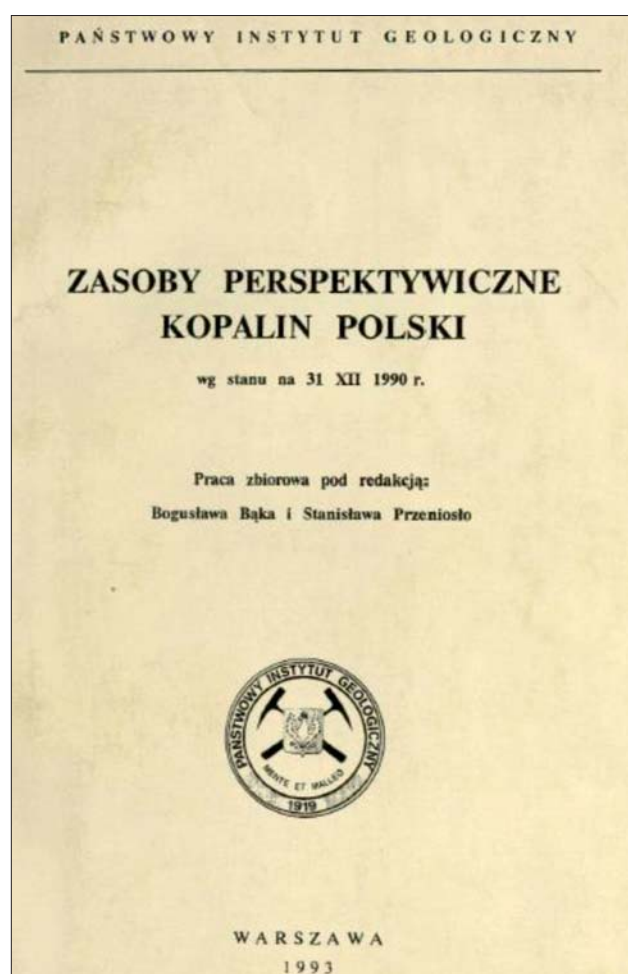 PAŃSTWOWY INSTYTUT GEOLOGICZNY
ZASOBY PERSPEKTYWICZNE
KOPALIN POLSKI
wg stanu na 31 XII 1990 r.
Praca zbiorowa pod redakcją:
Bogusława Bąka i Stanisława Przeniosło
PAŃSTWOWY INSTYTUT GEOLOGICZNY
MENTE ET MALLEO
1919
WARSZAWA
1993